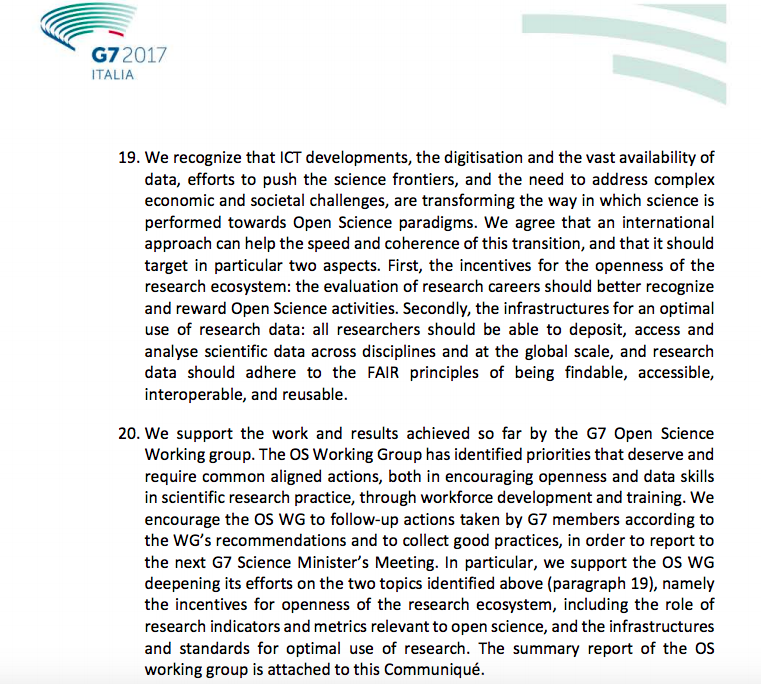 G7 2017
ITALIA
19. We recognize that ICT developments, the digitisation and the vast availability of
data, efforts to push the science frontiers, and the need to address complex
economic and societal challenges, are transforming the way in which science is
performed towards Open Science paradigms. We agree that an international
approach can help the speed and coherence of this transition, and that it should
target in particular two aspects. First, the incentives for the openness of the
research ecosystem: the evaluation of research careers should better recognize
and reward Open Science activities. Secondly, the infrastructures for an optimal
use of research data: all researchers should be able to deposit, access and
analyse scientific data across disciplines and at the global scale, and research
data should adhere to the FAIR principles of being findable, accessible,
interoperable, and reusable.
20. We support the work and results achieved so far by the G7 Open Science
Working group. The OS Working Group has identified priorities that deserve and
require common aligned actions, both in encouraging openness and data skills
in scientific research practice, through workforce development and training. We
encourage the OS WG to follow-up actions taken by G7 members according to
the WG's recommendations and to collect good practices, in order to report to
the next G7 Science Minister's Meeting. In particular, we support the OS WG
deepening its efforts on the two topics identified above (paragraph 19), namely
the incentives for openness of the research ecosystem, including the role of
research indicators and metrics relevant to open science, and the infrastructures
and standards for optimal use of research. The summary report of the OS
working group is attached to this Communiqué.